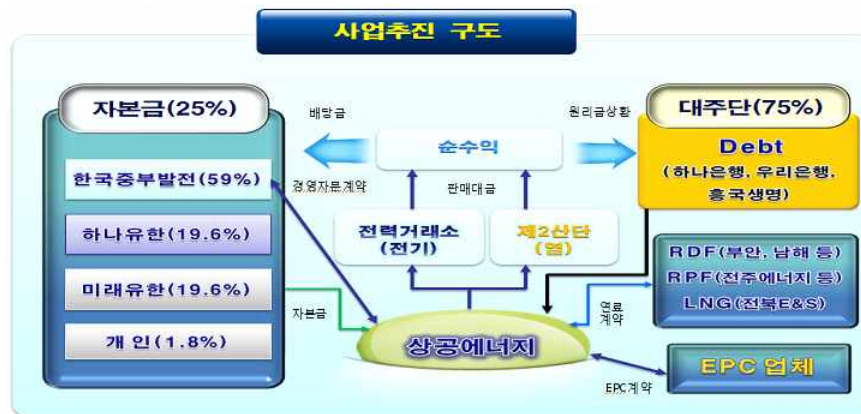 사업추진 구도
자본금(25%)
한국중부발전(59%)
하나유한(19.6%)
미래유한(19.6%)
개 인(1.8%)
배당금
순수익
원리금상환
경영자문계약
판매대금
전력거래소
(전기)
제2산단
(열)
자본금
상공에너지
대주단(75%)
Debt
(하나은행, 우리은행,
흥국생명)
RDF(부안, 남해 등)
RPF(전주에너지 등)
LNG(전북E&S)
연료
계약
EPC 업체
EPC계약